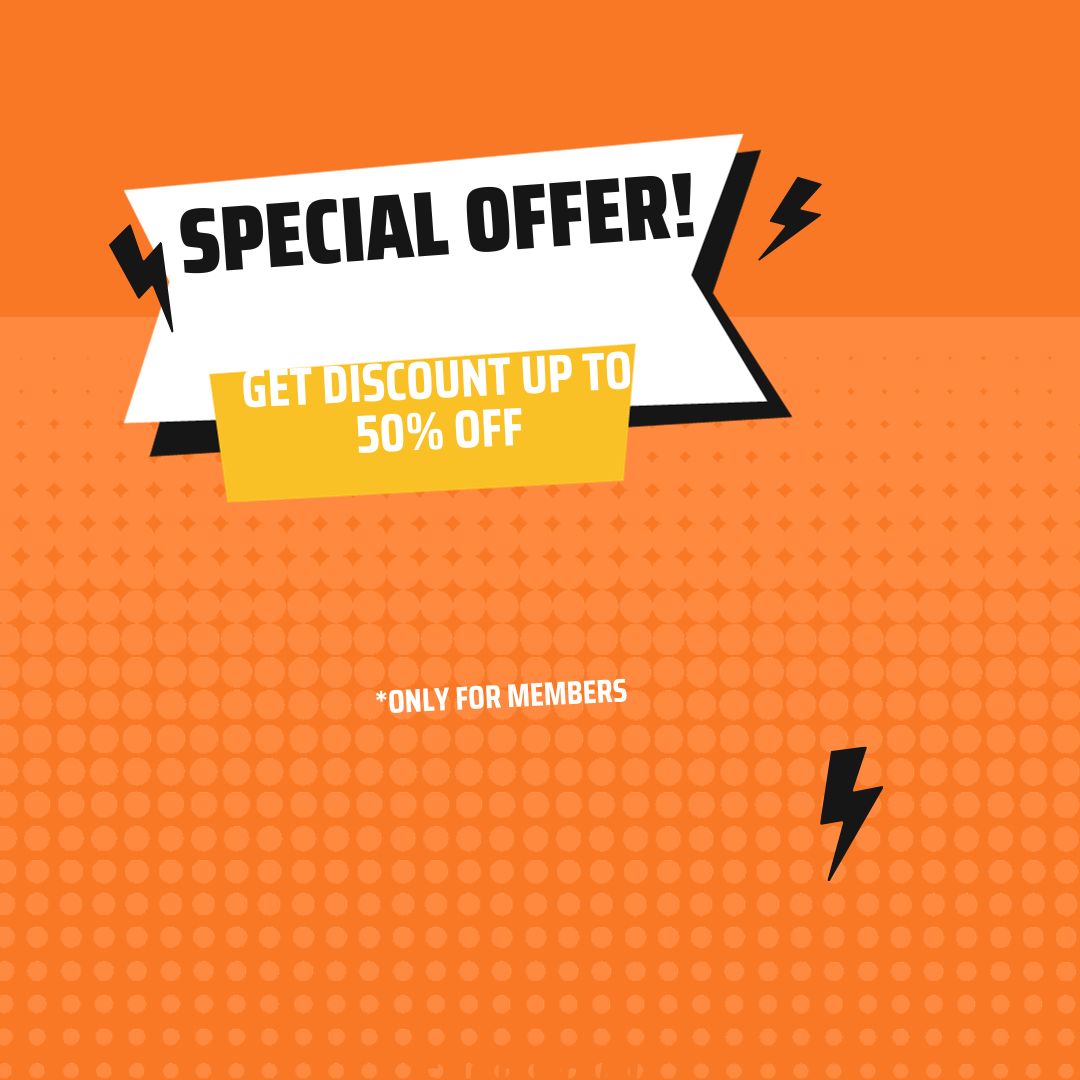 SPECIAL OFFER!
GET DISCOUNT UP TO
50% OFF
*ONLY FOR MEMBERS